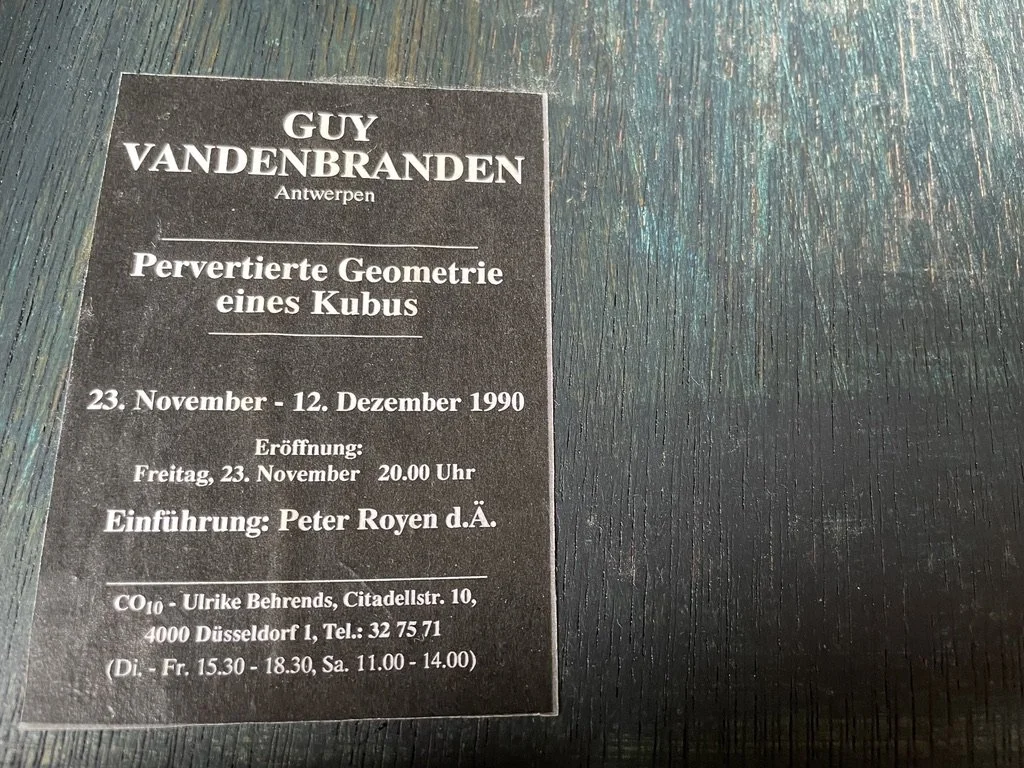 GUY
VANDENBRANDEN
Antwerpen
Pervertierte Geometrie
eines Kubus
23. November - 12. Dezember 1990
Eröffnung:
Freitag, 23. November 20.00 Uhr
Einführung: Peter Royen d.Ä.
CO10 - Ulrike Behrends, Citadellstr. 10,
4000 Düsseldorf 1, Tel.: 32 75 71
(Di. - Fr. 15.30 - 18.30, Sa. 11.00 - 14.00)